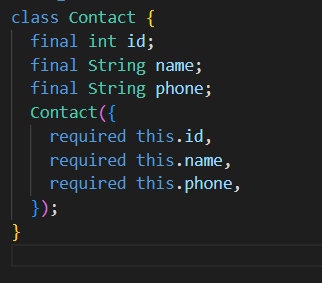 class Contact {
  final int id;
  final String name;
  final String phone;
  Contact({
    required this.id,
    required this.name,
    required this.phone,
  });
}